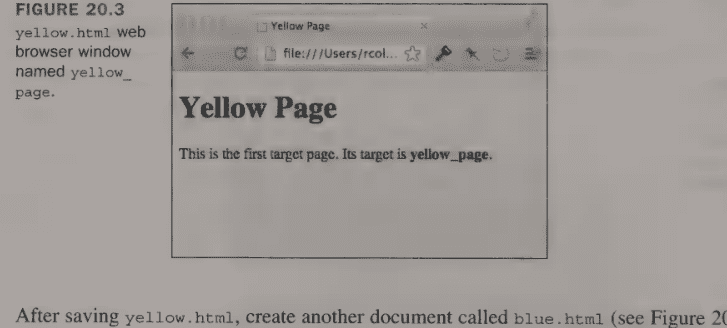 FIGURE 20.3
yellow.html web
browser window
named yellow_
page.
Yellow Page
file:///Users/rcol...
Yellow Page
This is the first target page. Its target is yellow_page.
After saving yellow.html, create another document called blue.html (see Figure 20